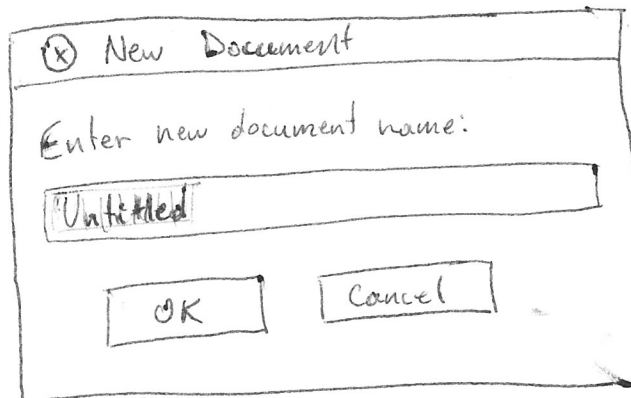 (x) New Document
Enter new document name:
Untitled
OK
Cancel